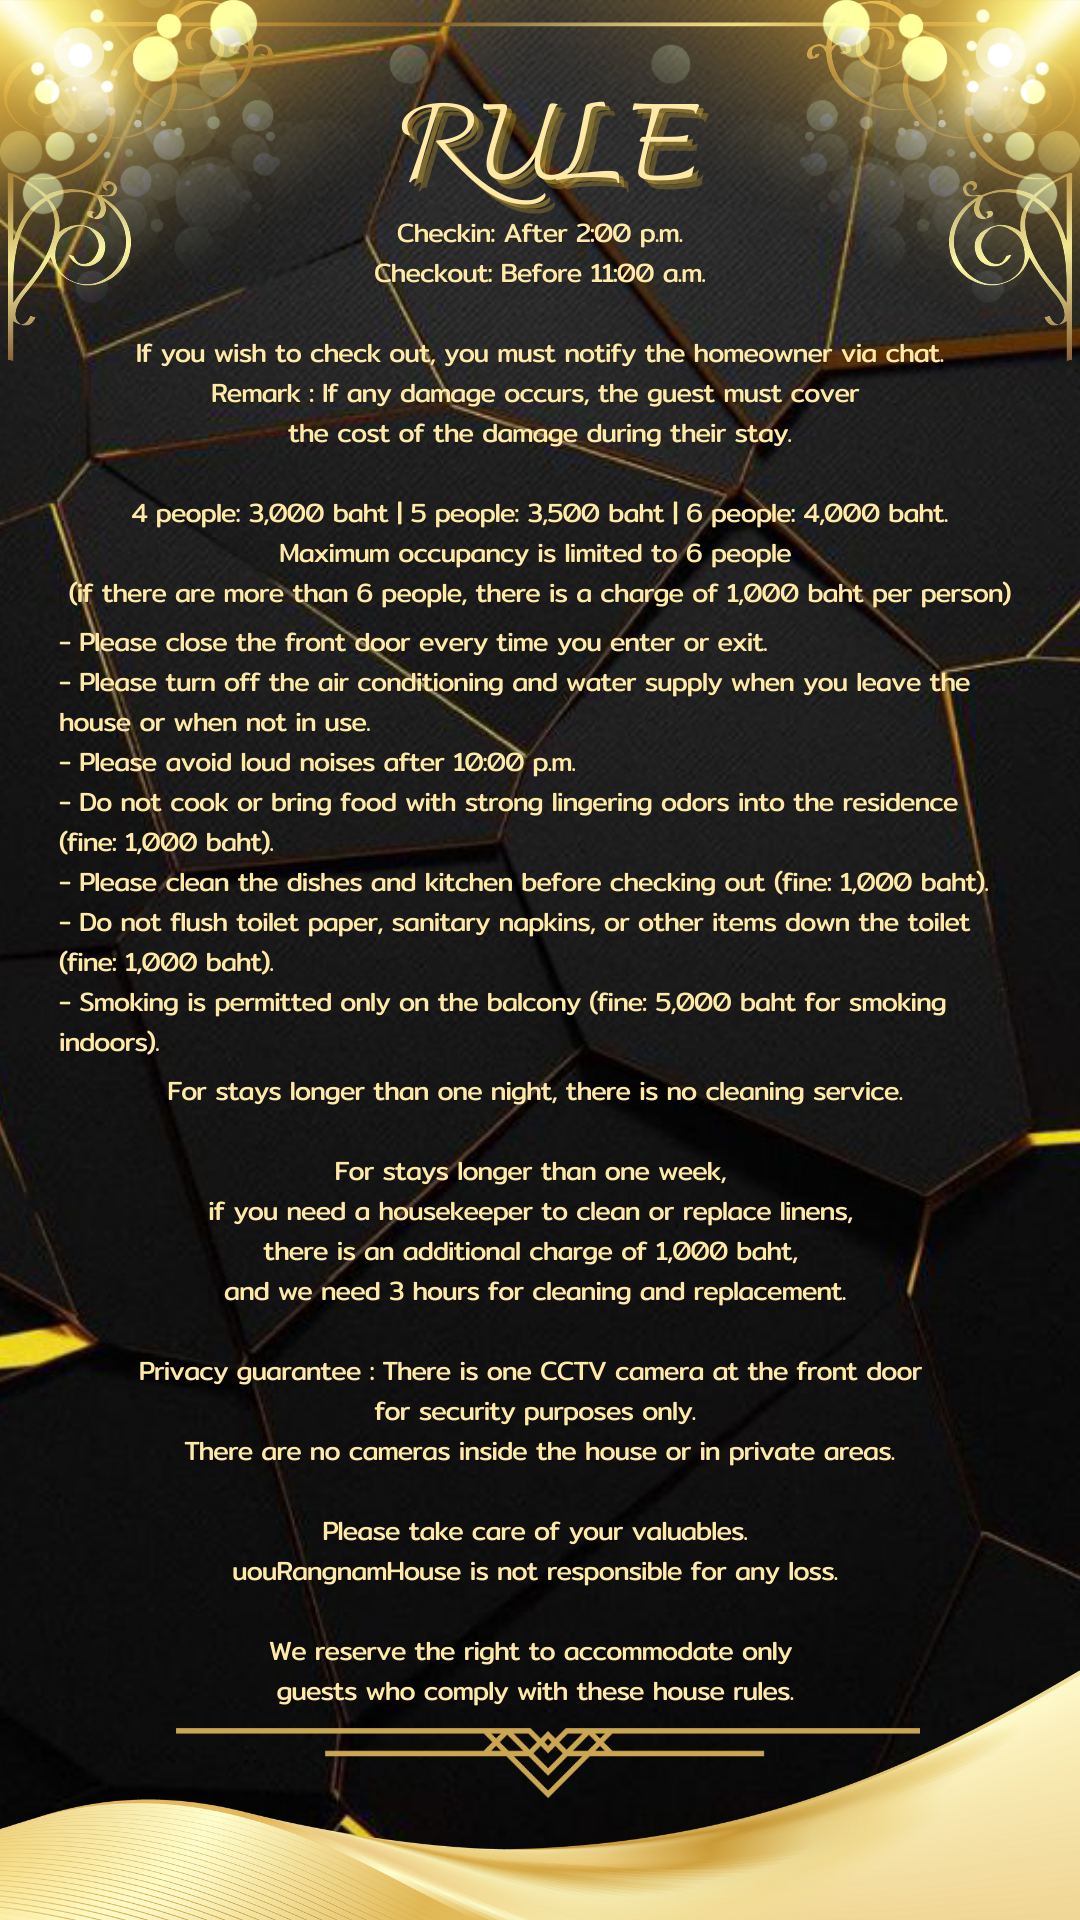 RULE
Checkin: After 2:00 p.m.
Checkout: Before 11:00 a.m.
If you wish to check out, you must notify the homeowner via chat.
Remark : If any damage occurs, the guest must cover
the cost of the damage during their stay.
4 people: 3,000 baht | 5 people: 3,500 baht | 6 people: 4,000 baht.
Maximum occupancy is limited to 6 people
(if there are more than 6 people, there is a charge of 1,000 baht per person)
- Please close the front door every time you enter or exit.
- Please turn off the air conditioning and water supply when you leave the
house or when not in use.
- Please avoid loud noises after 10:00 p.m.
- Do not cook or bring food with strong lingering odors into the residence
(fine: 1,000 baht).
- Please clean the dishes and kitchen before checking out (fine: 1,000 baht).
- Do not flush toilet paper, sanitary napkins, or other items down the toilet
(fine: 1,000 baht).
- Smoking is permitted only on the balcony (fine: 5,000 baht for smoking
indoors).
For stays longer than one night, there is no cleaning service.
For stays longer than one week,
if you need a housekeeper to clean or replace linens,
there is an additional charge of 1,000 baht,
and we need 3 hours for cleaning and replacement.
Privacy guarantee : There is one CCTV camera at the front door
for security purposes only.
There are no cameras inside the house or in private areas.
Please take care of your valuables.
uouRangnamHouse is not responsible for any loss.
We reserve the right to accommodate only
guests who comply with these house rules.